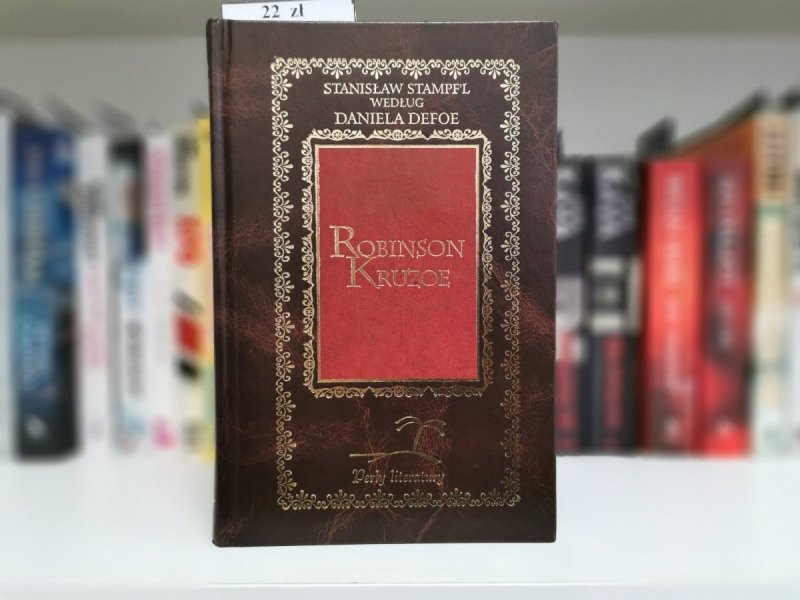 22 zł
STANISŁAW STAMPF'L
WEDŁUG
DANIELA DEFOE
ROBINSON
KRUZOE
Perły literatury